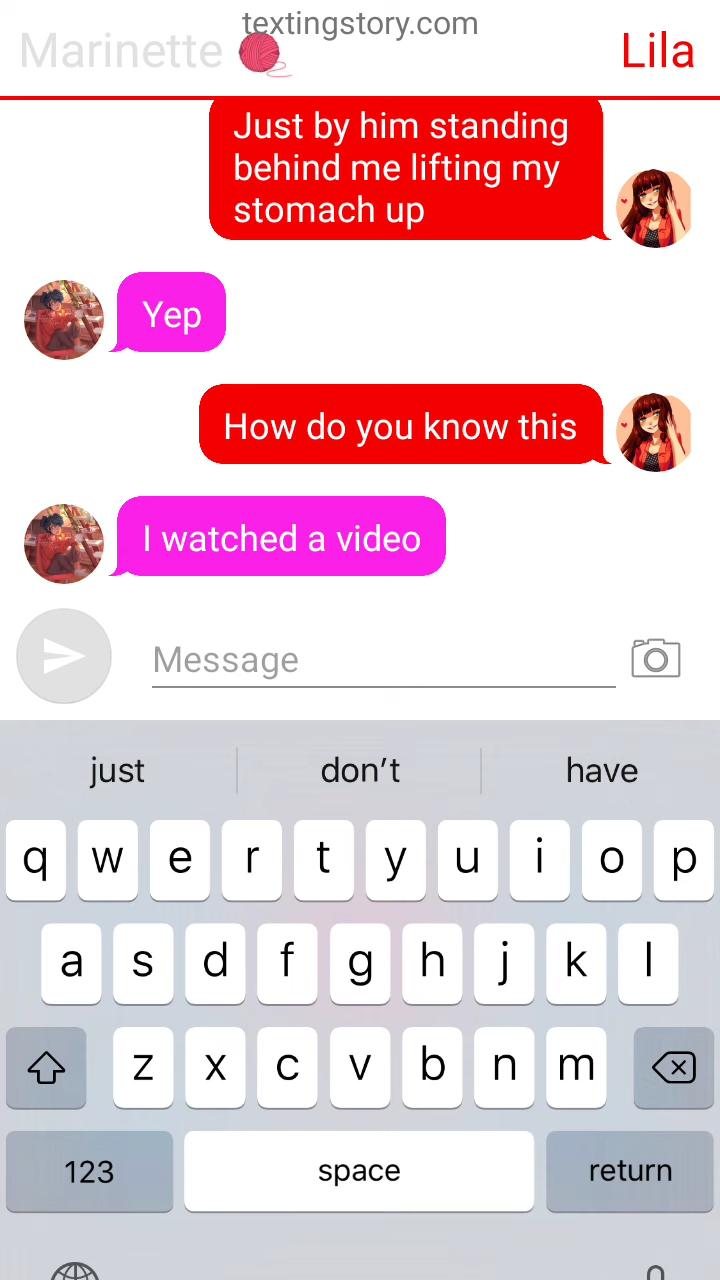 textingstory.com
Marinette
Lila
Just by him standing
behind me lifting my
stomach up
Yep
How do you know this
I watched a video
Message
just don't have
q w e r t y u i o p
a s d f g h j k l
z x c v b n m
123 space return